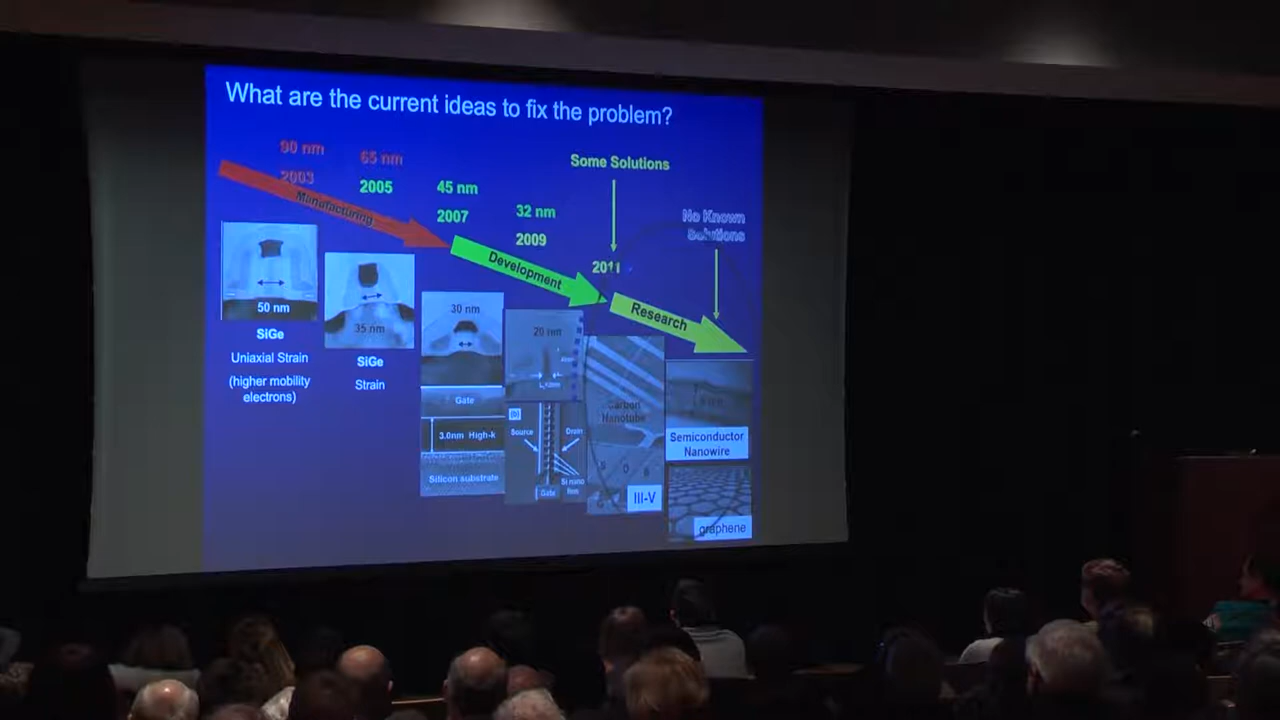 What are the current ideas to fix the problem?
90 nm
2003
65 nm
2005
45 nm
2007
32 nm
2009
Some Solutions
2011
No Known
Solutions
Manufacturing
Development
Research
50 nm
SiGe
Uniaxial Strain
(higher mobility
electrons)
35 nm
SiGe
Strain
30 nm
Gate
3.0nm High-k
Silicon substrate
20 nm
Source
Drain
Gate
Carbon
Nanotube
III-V
Semiconductor
Nanowire
graphene